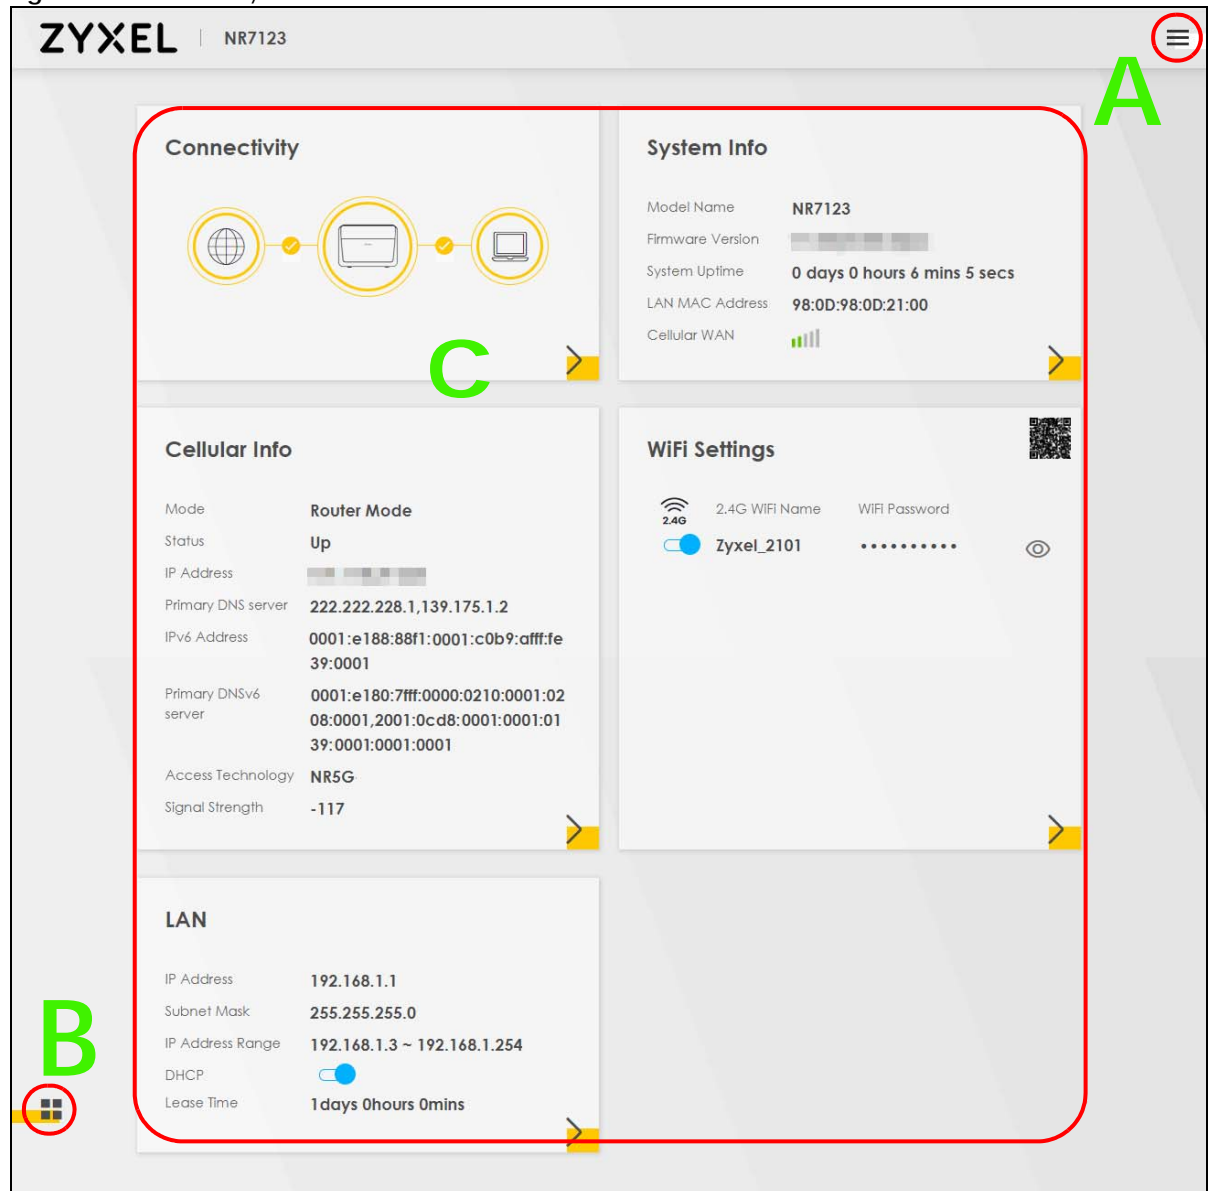 ZYXEL NR7123
A
Connectivity
C
System Info
Model Name NR7123
Firmware Version
System Uptime 0 days 0 hours 6 mins 5 secs
LAN MAC Address 98:0D:98:0D:21:00
Cellular WAN
Cellular Info
Mode Router Mode
Status Up
IP Address
Primary DNS server 222.222.228.1,139.175.1.2
IPv6 Address 0001:e188:88f1:0001:c0b9:afff:fe
39:0001
Primary DNSv6
server
0001:e180:7fff:0000:0210:0001:02
08:0001,2001:0cd8:0001:0001:01
39:0001:0001:0001
Access Technology NR5G
Signal Strength -117
WiFi Settings
2.4G
2.4G WiFi Name WiFi Password
Zyxel_2101 ••••••••••
LAN
IP Address 192.168.1.1
Subnet Mask 255.255.255.0
IP Address Range 192.168.1.3 ~ 192.168.1.254
DHCP
Lease Time 1days 0hours 0mins
B